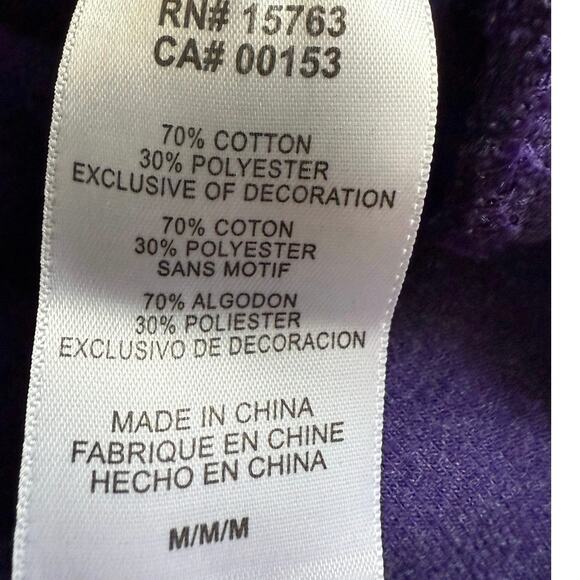 RN# 15763
CA# 00153
70% COTTON
30% POLYESTER
EXCLUSIVE OF DECORATION
70% COTON
30% POLYESTER
SANS MOTIF
70% ALGODON
30% POLIESTER
EXCLUSIVO DE DECORACION
MADE IN CHINA
FABRIQUE EN CHINE
HECHO EN CHINA
M/M/M